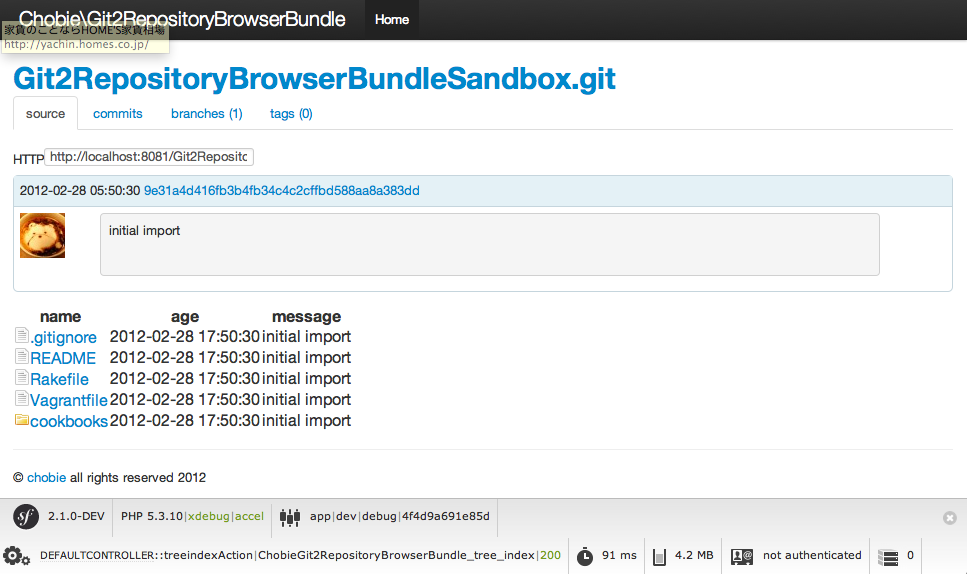 Chobie\Git2RepositoryBrowserBundle Home
家賃のことならHOME'S家賃相場
http://yachin.homes.co.jp/
Git2RepositoryBrowserBundleSandbox.git
source commits branches (1) tags (0)
HTTP http://localhost:8081/Git2Reposito
2012-02-28 05:50:30 9e31a4d416fb3b4fb34c4c2cffbd588aa8a383dd
initial import
name age message
.gitignore 2012-02-28 17:50:30 initial import
README 2012-02-28 17:50:30 initial import
Rakefile 2012-02-28 17:50:30 initial import
Vagrantfile 2012-02-28 17:50:30 initial import
cookbooks 2012-02-28 17:50:30 initial import
© chobie all rights reserved 2012
sf 2.1.0-DEV PHP 5.3.10|xdebug|accel app|dev|debug|4f4d9a691e85d
DEFAULTCONTROLLER::treeindexAction|ChobieGit2RepositoryBrowserBundle_tree_index|200 91 ms 4.2 MB not authenticated 0